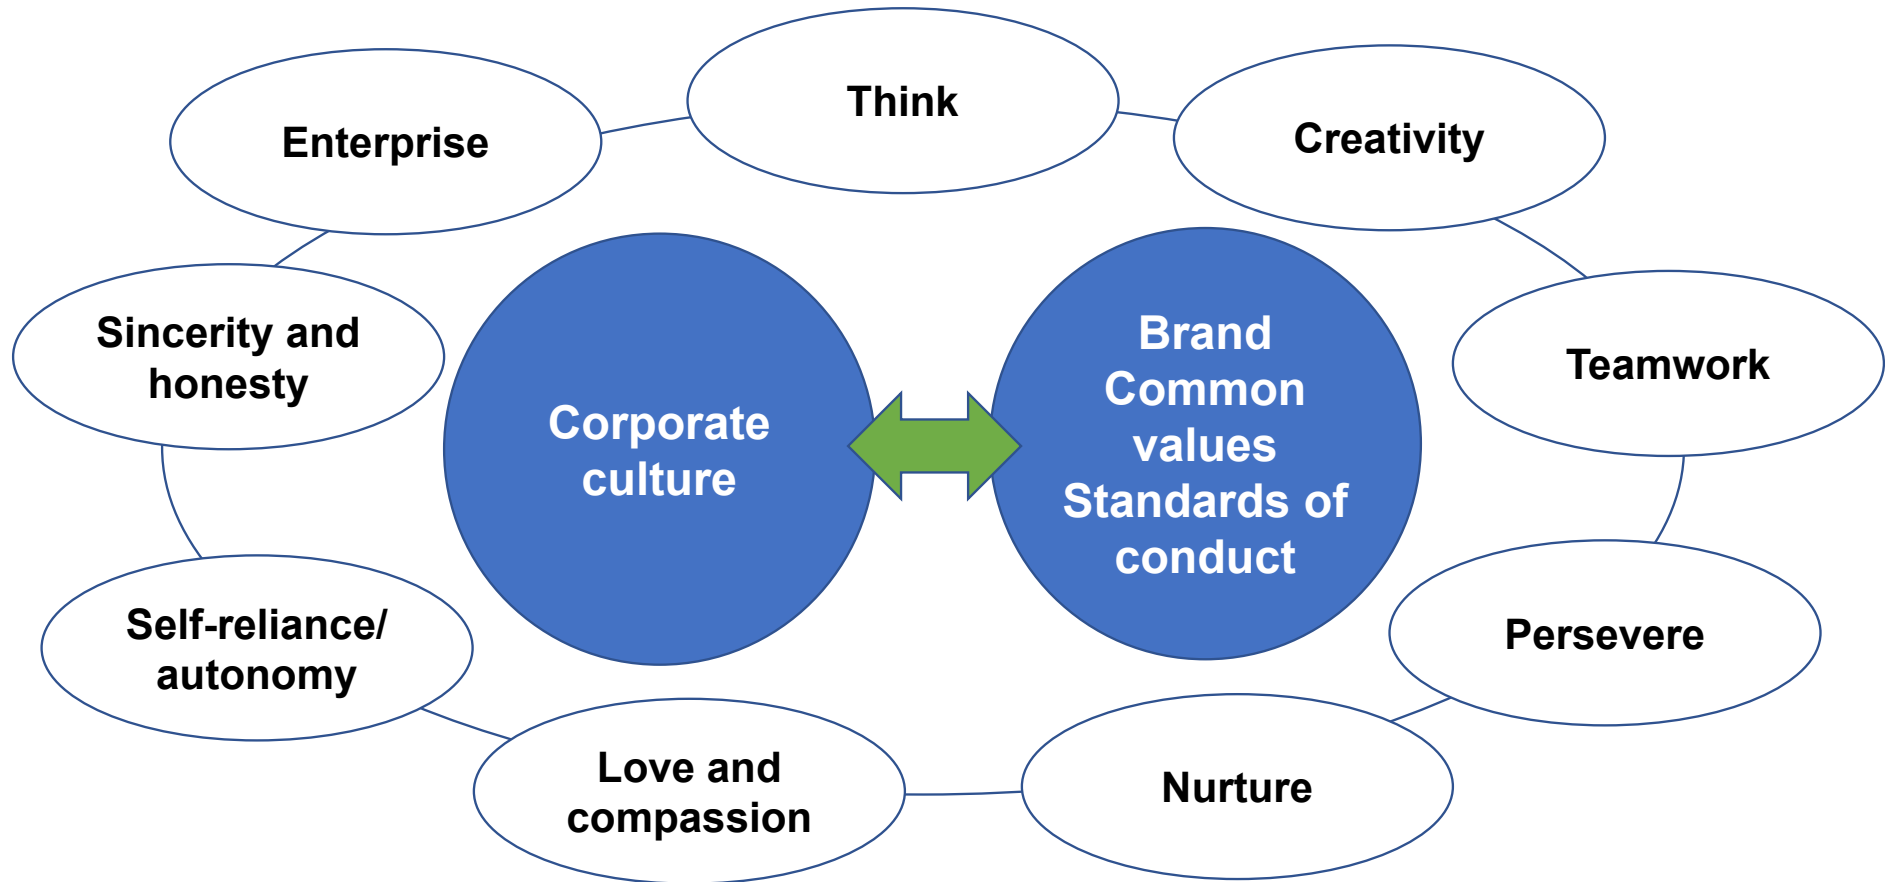 Think
Enterprise
Creativity
Sincerity and
honesty
Corporate
culture
Brand
Common
values
Standards of
conduct
Teamwork
Self-reliance/
autonomy
Persevere
Love and
compassion
Nurture